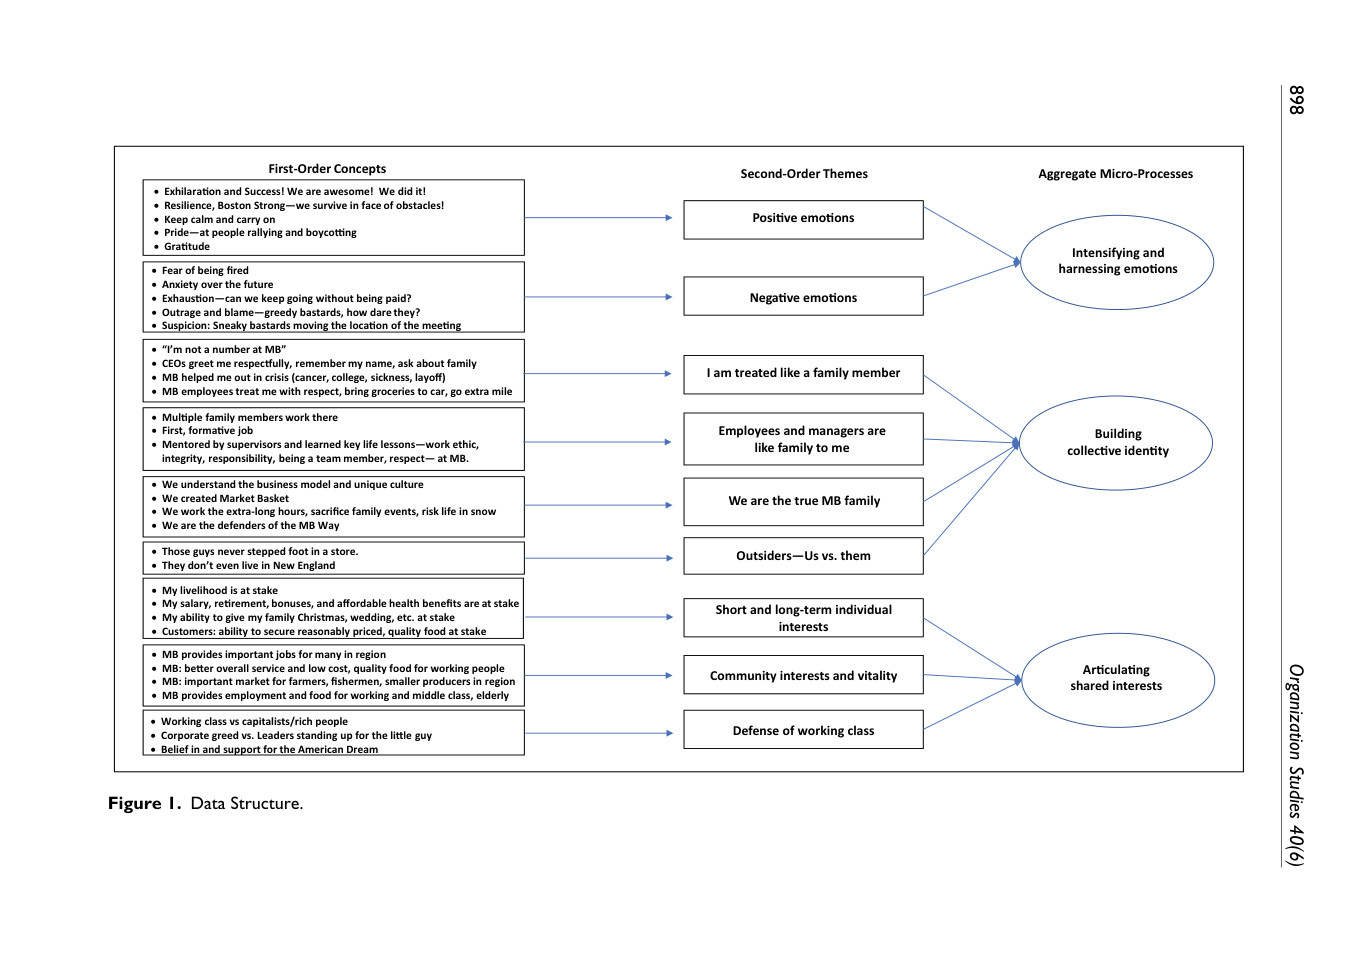 898
Organization Studies 40(6)
First-Order Concepts
• Exhilaration and Success! We are awesome!  We did it!
• Resilience, Boston Strong—we survive in face of obstacles!
• Keep calm and carry on
• Pride—at people rallying and boycotting
• Gratitude
• Fear of being fired
• Anxiety over the future
• Exhaustion—can we keep going without being paid?
• Outrage and blame—greedy bastards, how dare they?
• Suspicion: Sneaky bastards moving the location of the meeting
• “I’m not a number at MB”
• CEOs greet me respectfully, remember my name, ask about family
• MB helped me out in crisis (cancer, college, sickness, layoff)
• MB employees treat me with respect, bring groceries to car, go extra mile
• Multiple family members work there
• First, formative job
• Mentored by supervisors and learned key life lessons—work ethic,
integrity, responsibility, being a team member, respect— at MB.
• We understand the business model and unique culture
• We created Market Basket
• We work the extra-long hours, sacrifice family events, risk life in snow
• We are the defenders of the MB Way
• Those guys never stepped foot in a store.
• They don’t even live in New England
• My livelihood is at stake
• My salary, retirement, bonuses, and affordable health benefits are at stake
• My ability to give my family Christmas, wedding, etc. at stake
• Customers: ability to secure reasonably priced, quality food at stake
• MB provides important jobs for many in region
• MB: better overall service and low cost, quality food for working people
• MB: important market for farmers, fishermen, smaller producers in region
• MB provides employment and food for working and middle class, elderly
• Working class vs capitalists/rich people
• Corporate greed vs. Leaders standing up for the little guy
• Belief in and support for the American Dream
Second-Order Themes
Positive emotions
Negative emotions
I am treated like a family member
Employees and managers are
like family to me
We are the true MB family
Outsiders—Us vs. them
Short and long-term individual
interests
Community interests and vitality
Defense of working class
Aggregate Micro-Processes
Intensifying and
harnessing emotions
Building
collective identity
Articulating
shared interests
Figure 1. Data Structure.